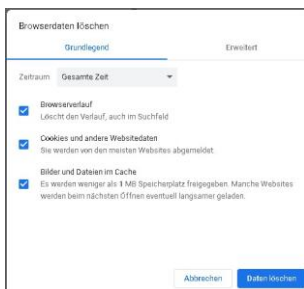 Browserdaten löschen
Grundlegend Erweitert
Zeitraum Gesamte Zeit
Browserverlauf
Löscht den Verlauf, auch im Suchfeld
Cookies und andere Websitedaten
Sie werden von den meisten Websites abgemeldet.
Bilder und Dateien im Cache
Es werden weniger als 1 MB Speicherplatz freigegeben. Manche Websites
werden beim nächsten Öffnen eventuell langsamer geladen.
Abbrechen Daten löschen